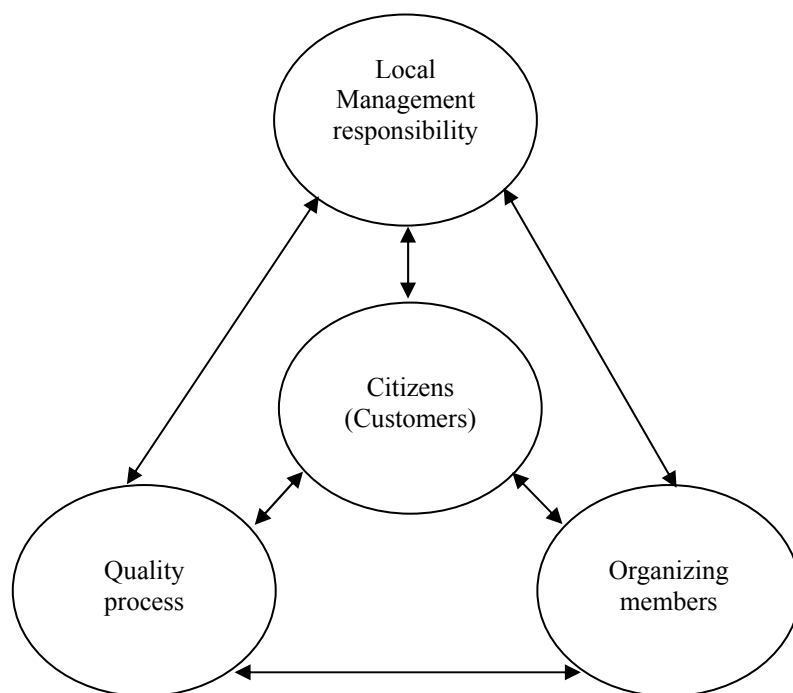 Local
Management
responsibility
Citizens
(Customers)
Quality
process
Organizing
members